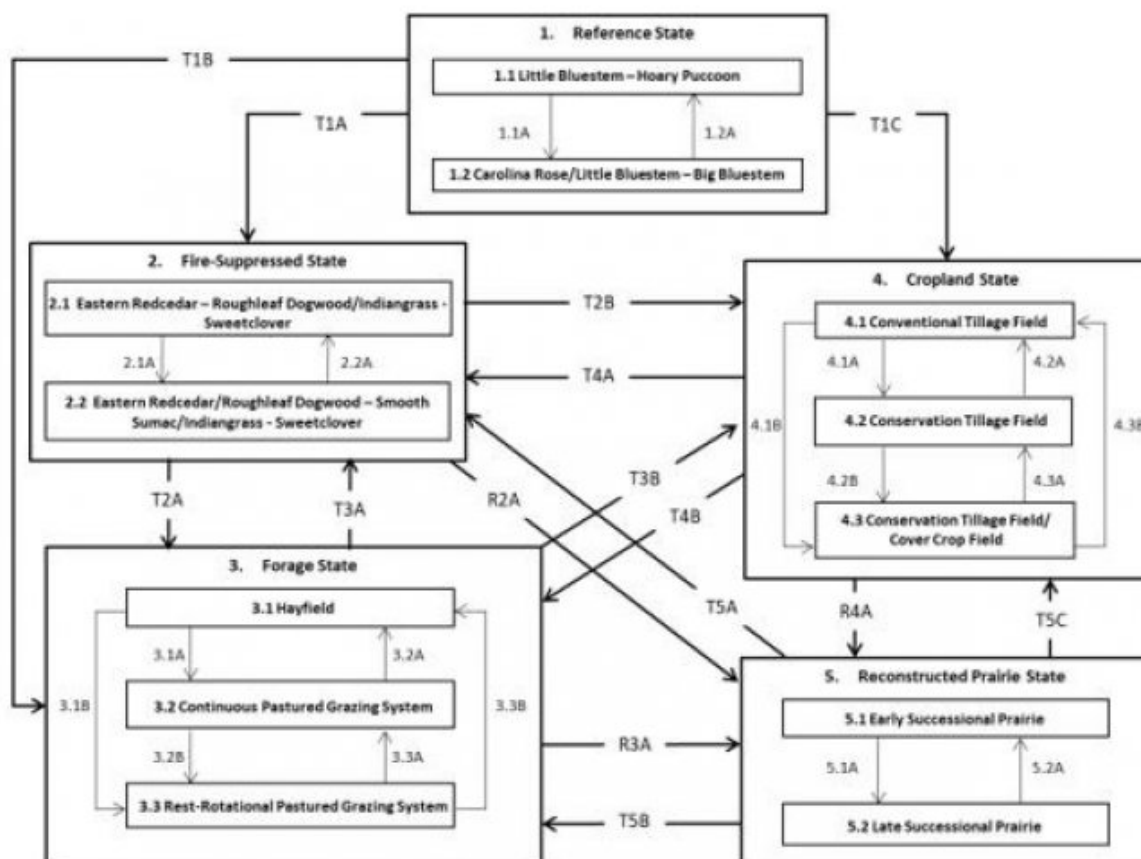 1. Reference State
T1B
1.1 Little Bluestem – Hoary Puccoon
T1A
1.1A
1.2A
T1C
1.2 Carolina Rose/Little Bluestem – Big Bluestem
2. Fire-Suppressed State
2.1 Eastern Redcedar – Roughleaf Dogwood/Indiangrass -
Sweetclover
2.1A
2.2A
2.2 Eastern Redcedar/Roughleaf Dogwood – Smooth
Sumac/Indiangrass - Sweetclover
T2B
T4A
4. Cropland State
4.1 Conventional Tillage Field
4.1A
4.2A
4.2 Conservation Tillage Field
4.1B
4.3B
4.2B
4.3A
4.3 Conservation Tillage Field/
Cover Crop Field
T2A
T3A
R2A
T3B
T4B
3. Forage State
3.1 Hayfield
3.1A
3.2A
3.2 Continuous Pastured Grazing System
3.1B
3.3B
3.2B
3.3A
3.3 Rest-Rotational Pastured Grazing System
T5A
R4A
T5C
R3A
T5B
5. Reconstructed Prairie State
5.1 Early Successional Prairie
5.1A
5.2A
5.2 Late Successional Prairie